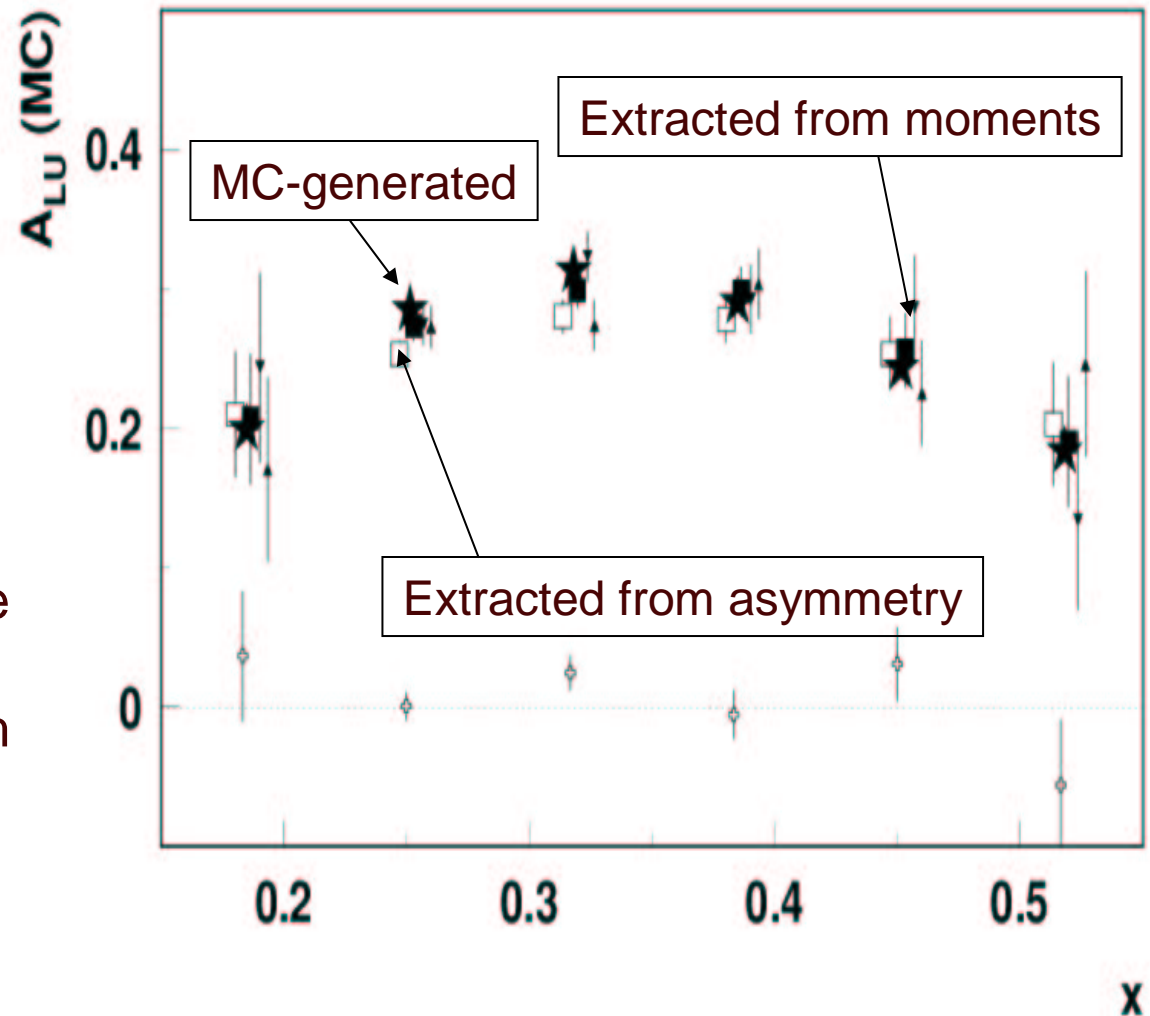 A_LU (MC)
Extracted from moments
0.4
MC-generated
0.2
Extracted from asymmetry
e
0
n
0.2 0.3 0.4 0.5
x